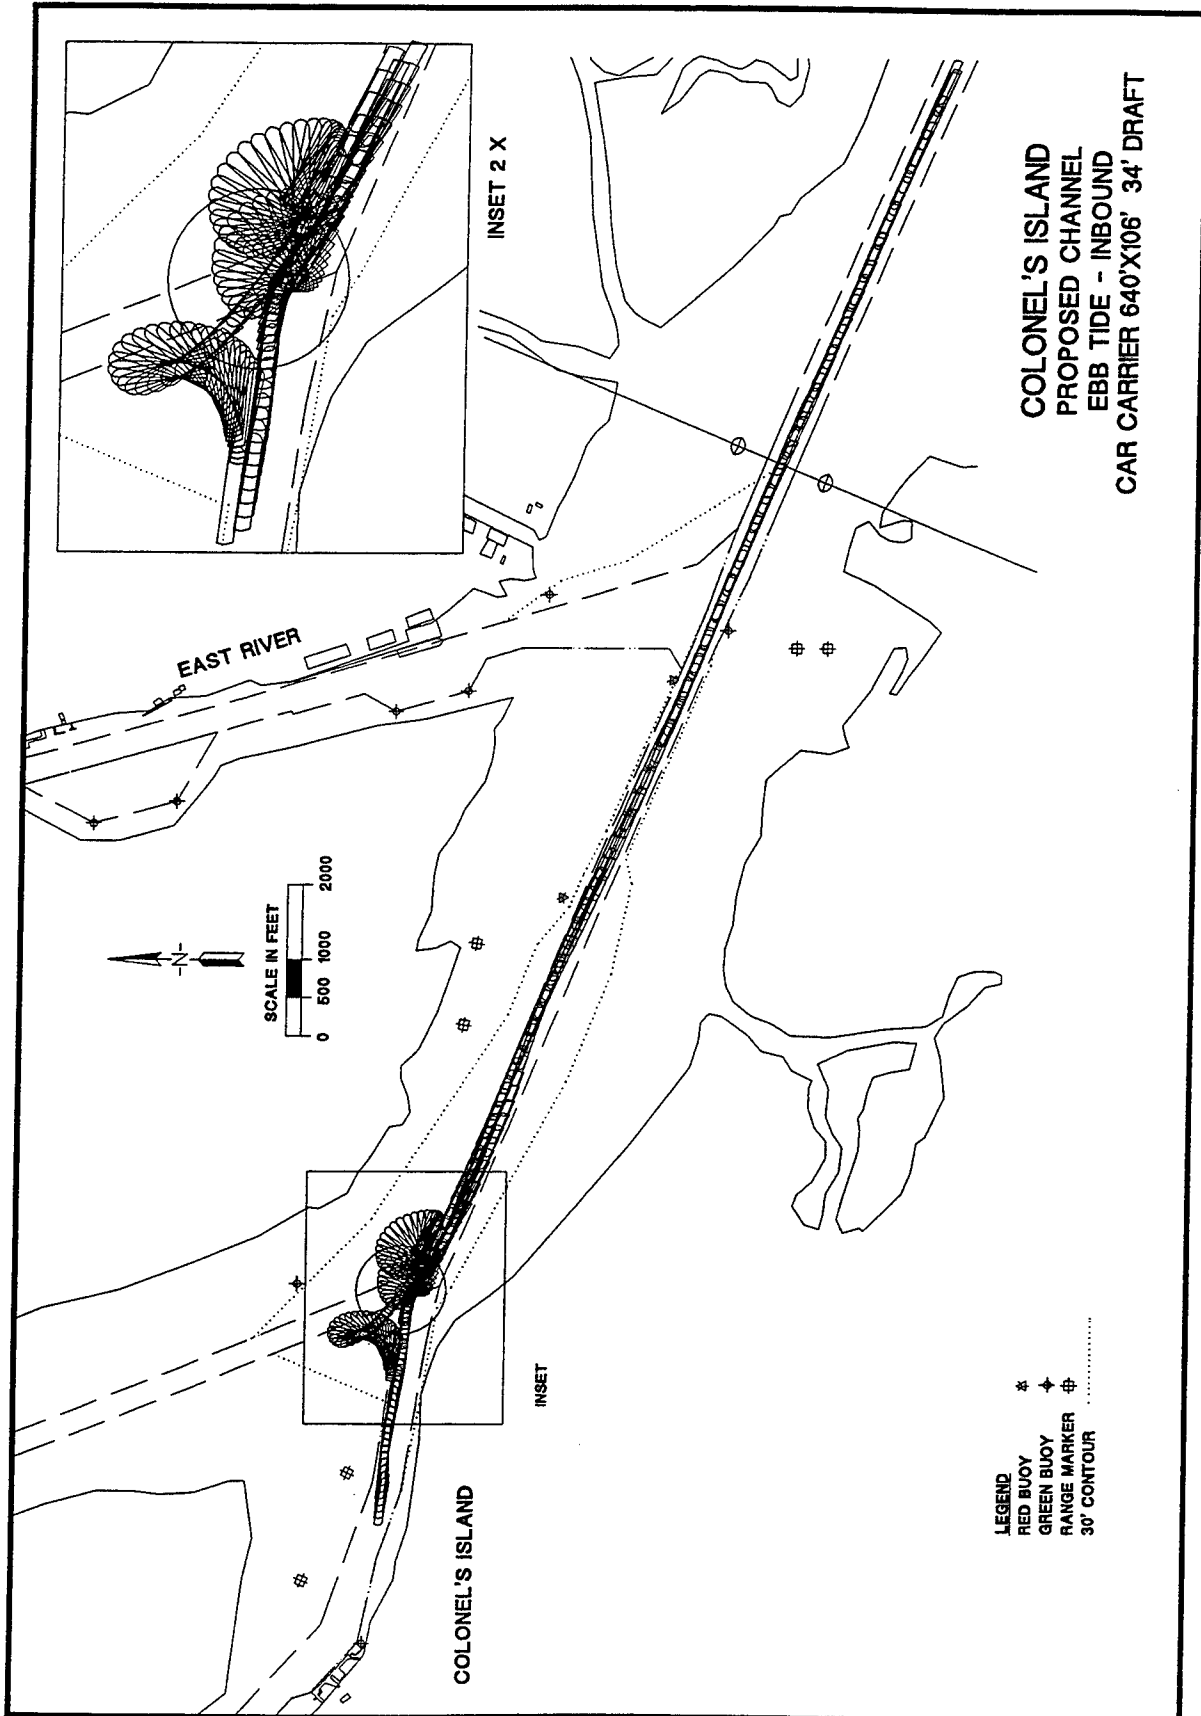 INSET 2 X
EAST RIVER
-N-
SCALE IN FEET
0 500 1000 2000
INSET
COLONEL'S ISLAND
COLONEL'S ISLAND
PROPOSED CHANNEL
EBB TIDE - INBOUND
CAR CARRIER 640'X106' 34' DRAFT
LEGEND
RED BUOY
GREEN BUOY
RANGE MARKER
30' CONTOUR